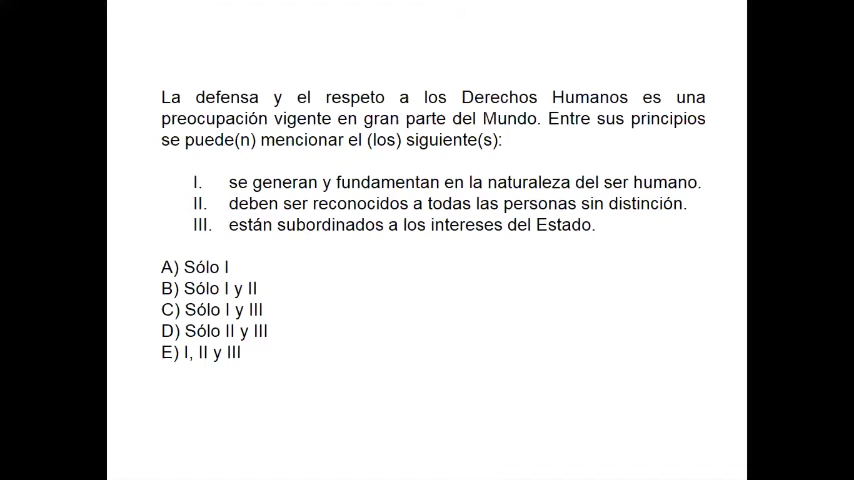 La defensa y el respeto a los Derechos Humanos es una
preocupación vigente en gran parte del Mundo. Entre sus principios
se puede(n) mencionar el (los) siguiente(s):
I. se generan y fundamentan en la naturaleza del ser humano.
II. deben ser reconocidos a todas las personas sin distinción.
III. están subordinados a los intereses del Estado.
A) Sólo I
B) Sólo I y II
C) Sólo I y III
D) Sólo II y III
E) I, II y III